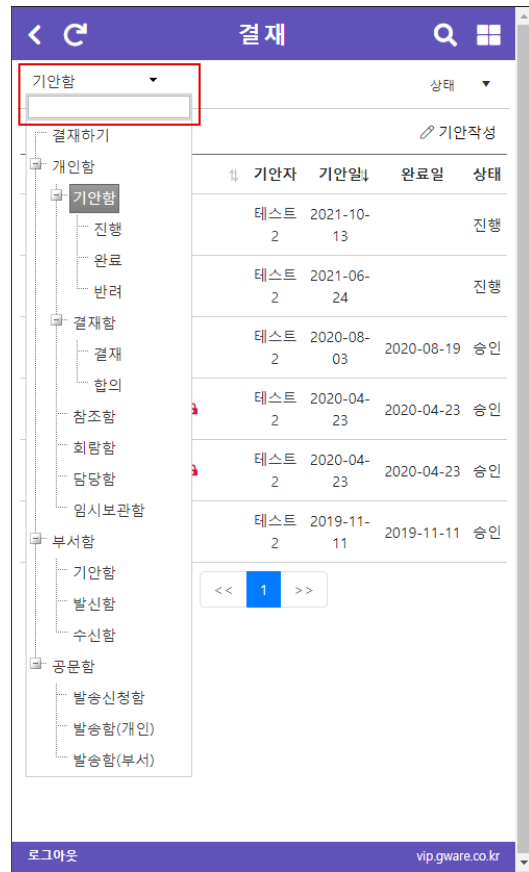 결재
기안함
상태
결재하기
기안작성
개인함
기안자 기안일 완료일 상태
기안함
진행
완료
반려
결재함
결재
합의
참조함
회람함
담당함
임시보관함
부서함
기안함
발신함
수신함
공문함
발송신청함
발송함(개인)
발송함(부서)
테스트 2021-10-
2 13
진행
테스트 2021-06-
2 24
진행
테스트 2020-08-
2 03
2020-08-19 승인
테스트 2020-04-
2 23
2020-04-23 승인
테스트 2020-04-
2 23
2020-04-23 승인
테스트 2019-11-
2 11
2019-11-11 승인
<< 1 >>
로그아웃 vip.gware.co.kr